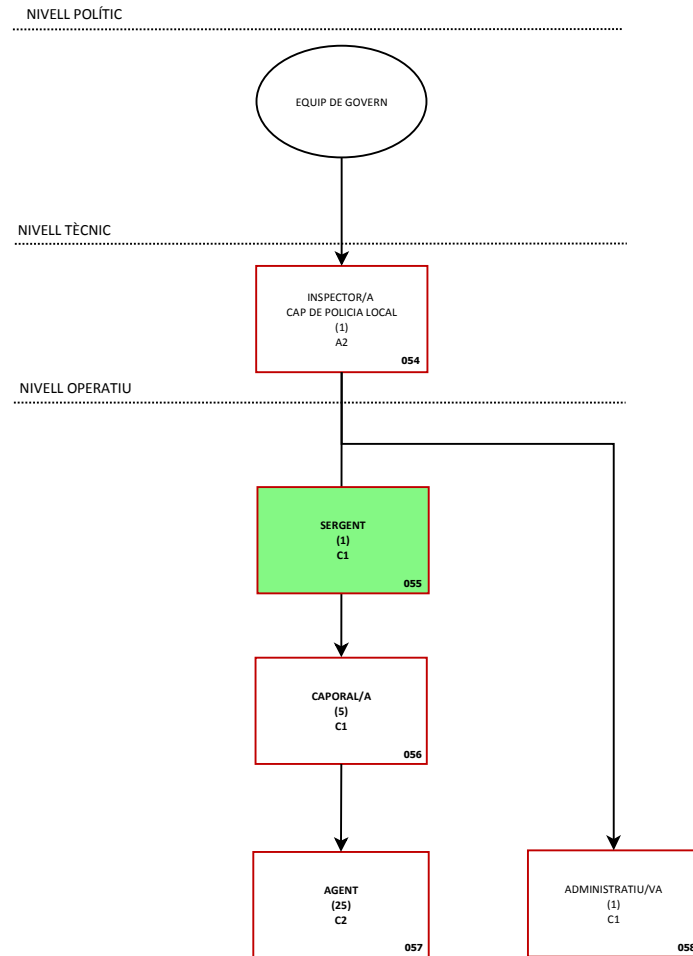 NIVELL POLÍTIC
EQUIP DE GOVERN
NIVELL TÈCNIC
INSPECTOR/A
CAP DE POLICIA LOCAL
(1)
A2
054
NIVELL OPERATIU
SERGENT
(1)
C1
055
CAPORAL/A
(5)
C1
056
AGENT
(25)
C2
057
ADMINISTRATIU/VA
(1)
C1
058